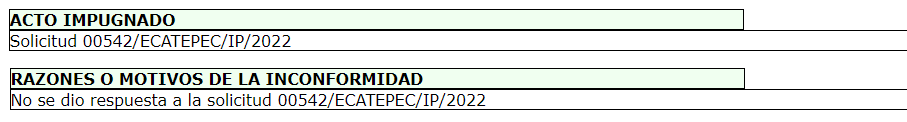 ACTO IMPUGNADO
Solicitud 00542/ECATEPEC/IP/2022
RAZONES O MOTIVOS DE LA INCONFORMIDAD
No se dio respuesta a la solicitud 00542/ECATEPEC/IP/2022